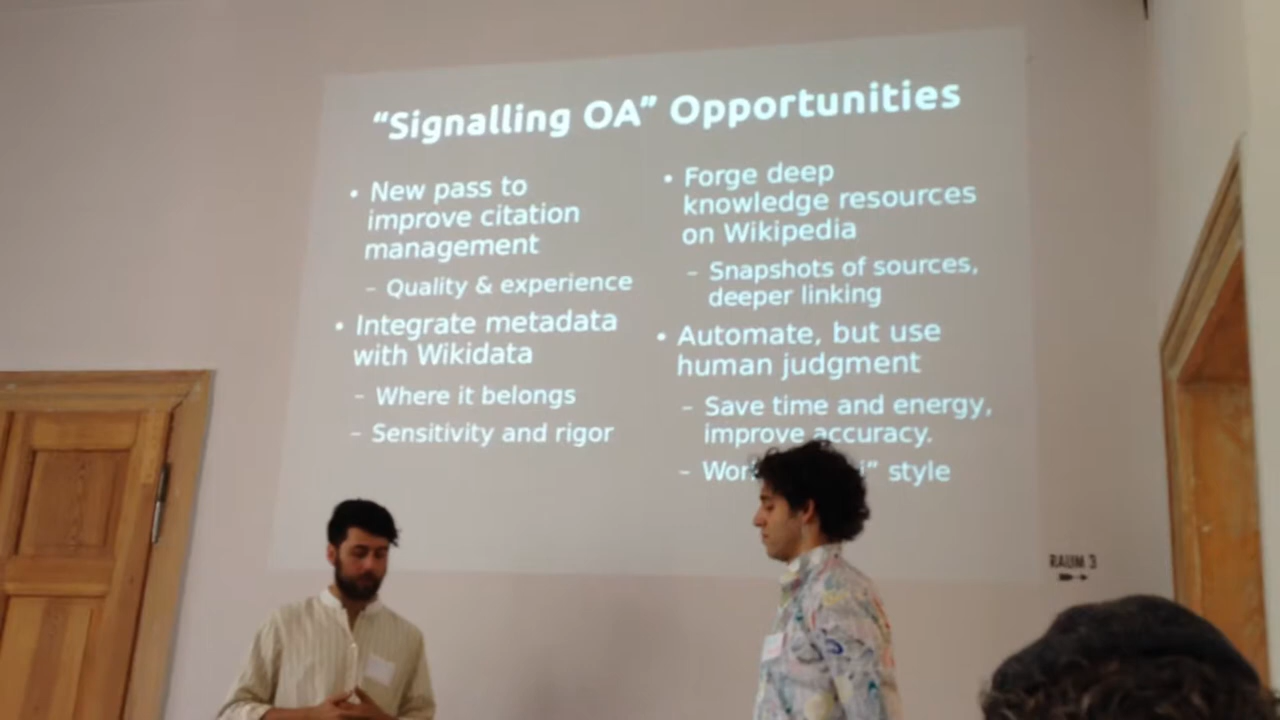 “Signalling OA” Opportunities
• New pass to
improve citation
management
– Quality & experience
• Integrate metadata
with Wikidata
– Where it belongs
– Sensitivity and rigor
• Forge deep
knowledge resources
on Wikipedia
– Snapshots of sources,
deeper linking
• Automate, but use
human judgment
– Save time and energy,
improve accuracy.
– style
RAUM 3